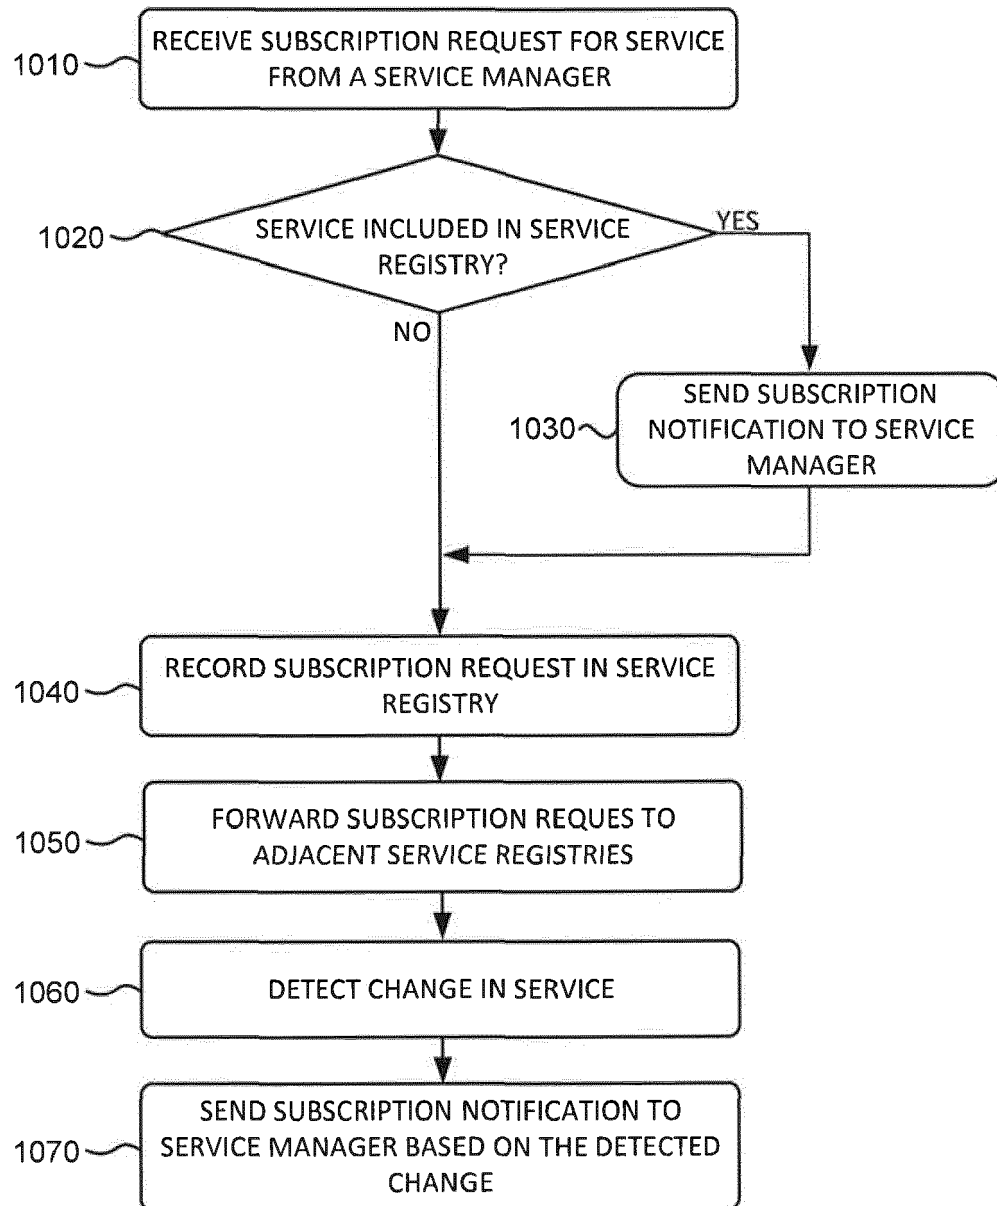 RECEIVE SUBSCRIPTION REQUEST FOR SERVICE
FROM A SERVICE MANAGER
1010
1020
SERVICE INCLUDED IN SERVICE
REGISTRY?
YES
NO
1030
SEND SUBSCRIPTION
NOTIFICATION TO SERVICE
MANAGER
1040
RECORD SUBSCRIPTION REQUEST IN SERVICE
REGISTRY
1050
FORWARD SUBSCRIPTION REQUES TO
ADJACENT SERVICE REGISTRIES
1060
DETECT CHANGE IN SERVICE
1070
SEND SUBSCRIPTION NOTIFICATION TO
SERVICE MANAGER BASED ON THE DETECTED
CHANGE